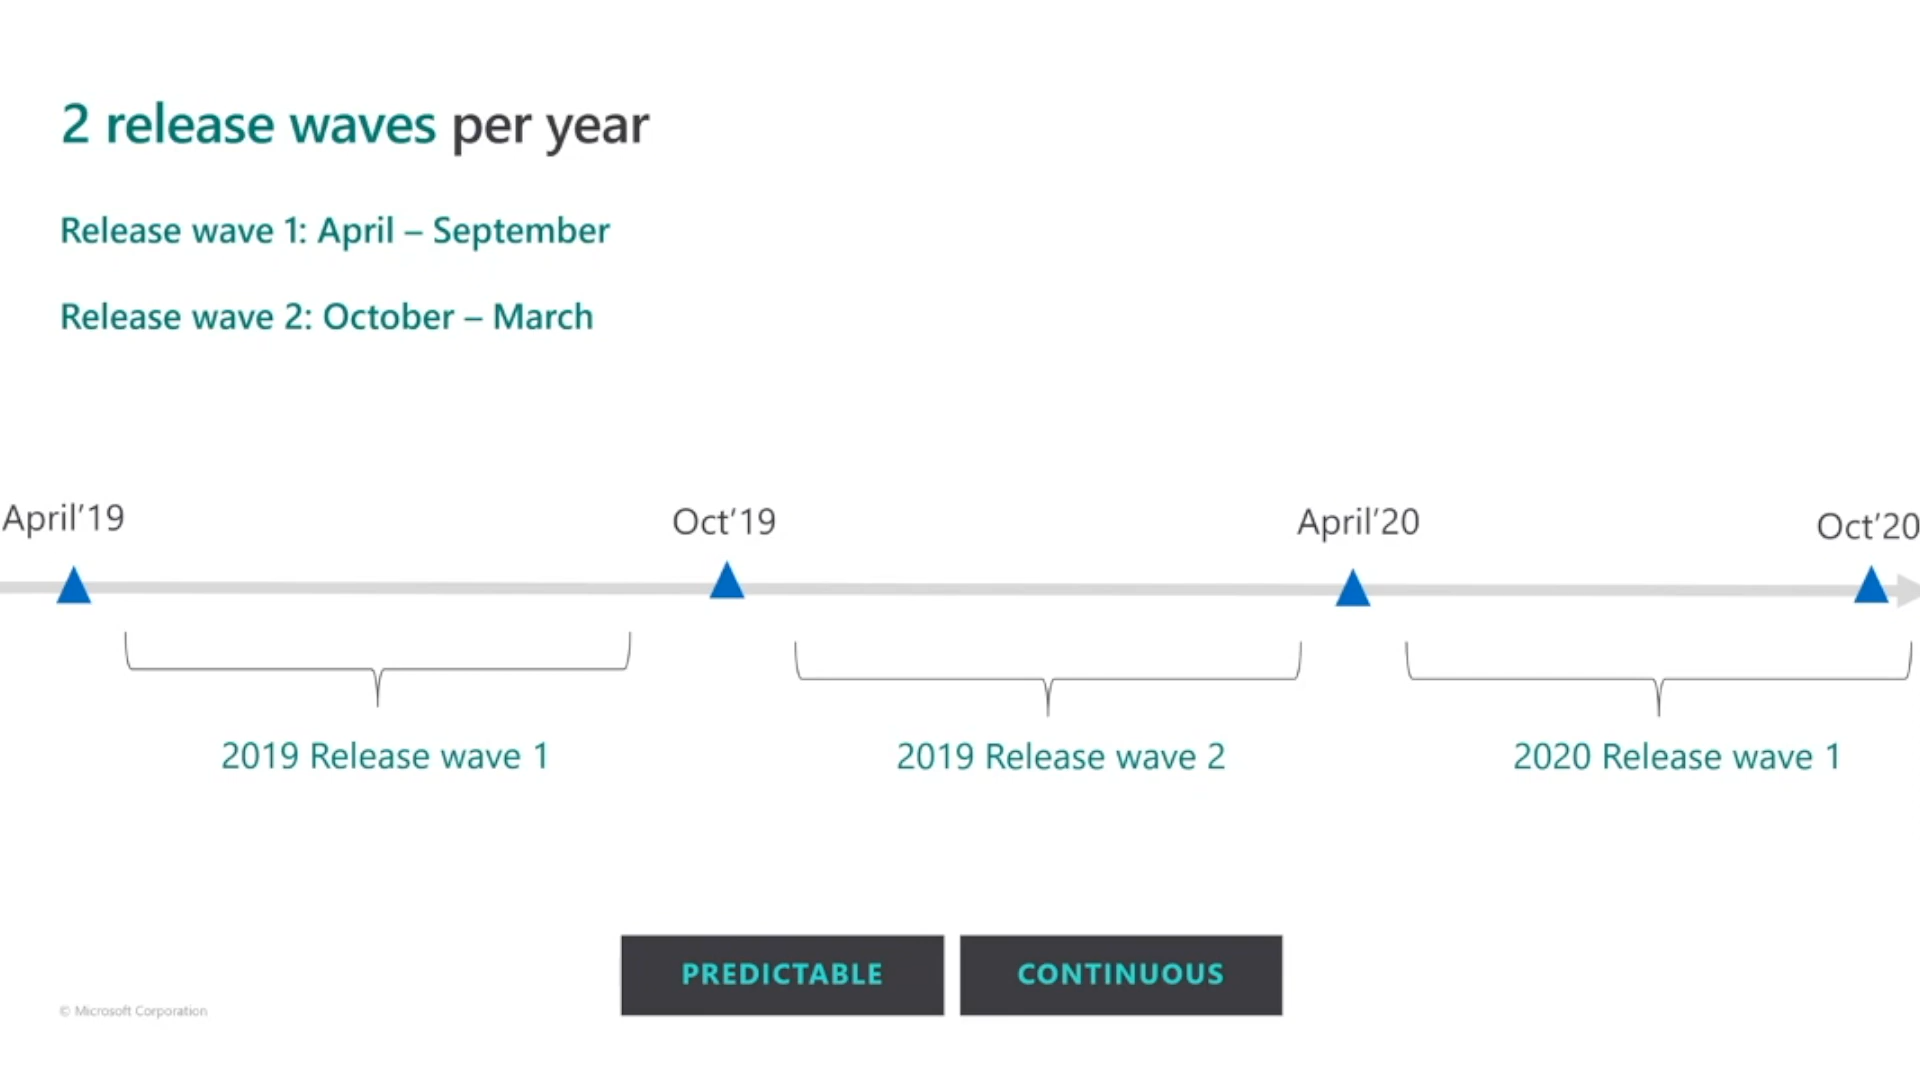 2 release waves per year
Release wave 1: April – September
Release wave 2: October – March
April’19
Oct’19
April’20
Oct’20
2019 Release wave 1
2019 Release wave 2
2020 Release wave 1
PREDICTABLE
CONTINUOUS
© Microsoft Corporation